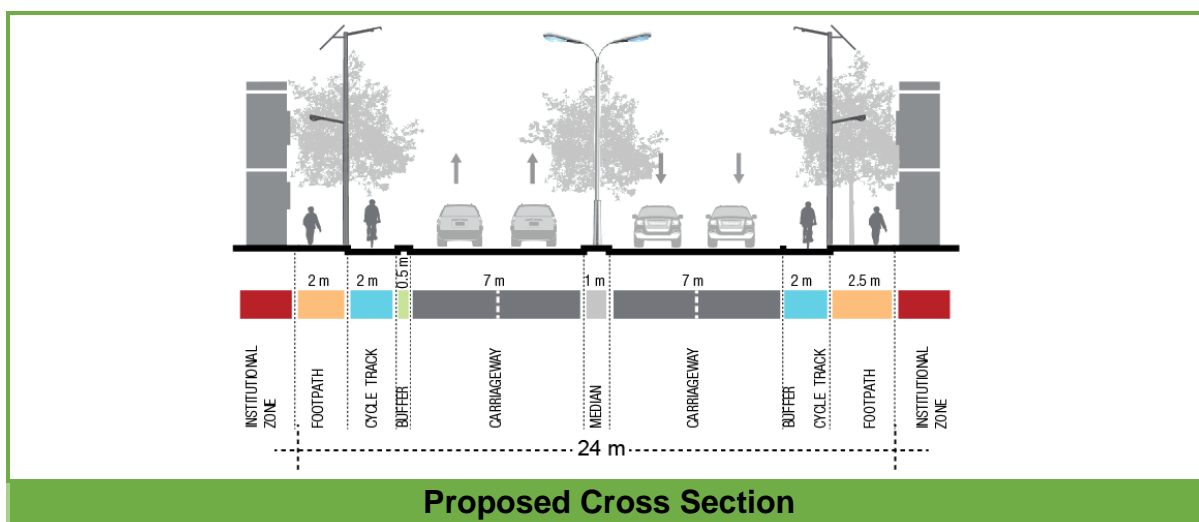 2 m
2 m
0.5 m
7 m
1 m
7 m
2 m
2.5 m
INSTITUTIONAL
ZONE
FOOTPATH
CYCLE TRACK
BUFFER
CARRIAGEWAY
MEDIAN
CARRIAGEWAY
BUFFER
CYCLE TRACK
FOOTPATH
INSTITUTIONAL
ZONE
24 m
Proposed Cross Section